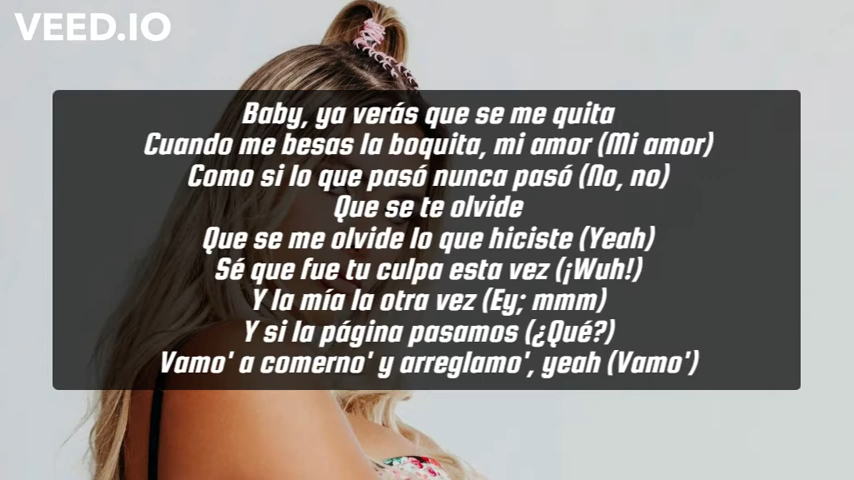 VEED.IO
Baby, ya verás que se me quita
Cuando me besas la boquita, mi amor (Mi amor)
Como si lo que pasó nunca pasó (No, no)
Que se te olvide
Que se me olvide lo que hiciste (Yeah)
Sé que fue tu culpa esta vez (¡Wuh!)
Y la mía la otra vez (Ey; mmm)
Y si la página pasamos (¿Qué?)
Vamo' a comerno' y arreglamo', yeah (Vamo')